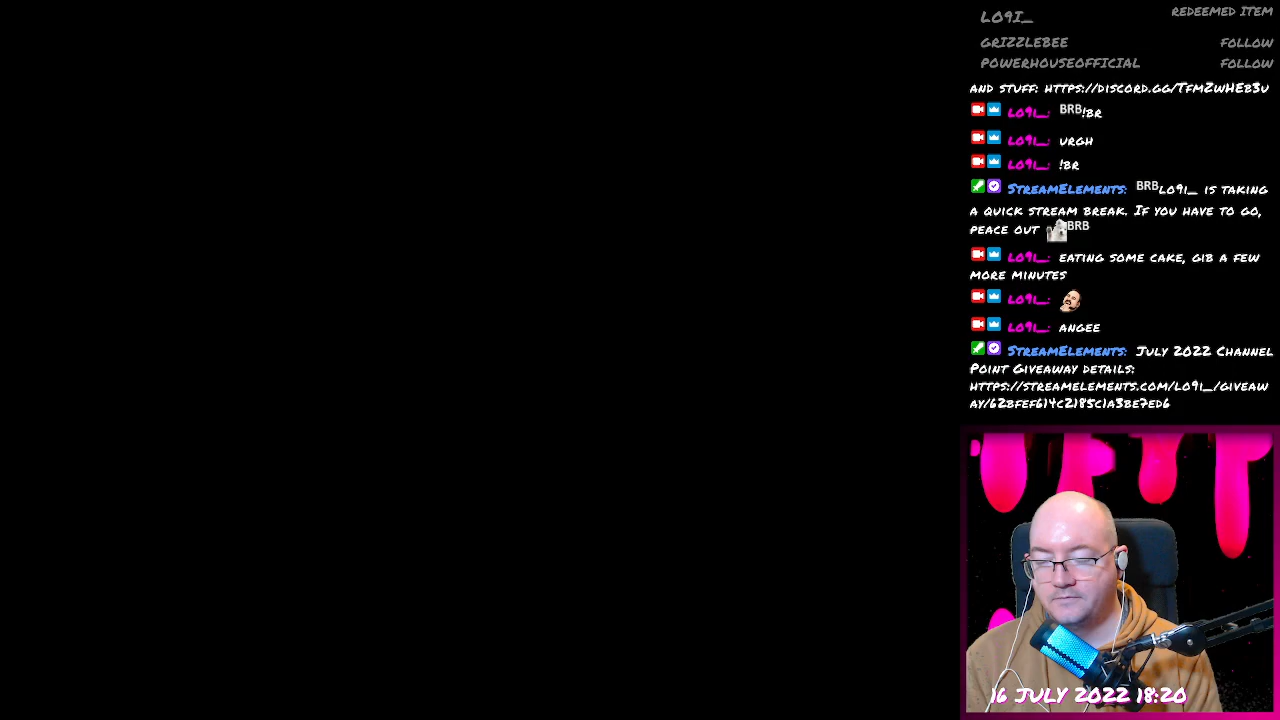 LO9I_ REDEEMED ITEM
GRIZZLEBEE FOLLOW
POWERHOUSEOFFICIAL FOLLOW
AND STUFF: HTTPS://DISCORD.GG/TFMZWHEB3U
LO9I_: BRB!BR
LO9I_: URGH
LO9I_: !BR
STREAMELEMENTS: BRBLO9I_ IS TAKING
A QUICK STREAM BREAK. IF YOU HAVE TO GO,
PEACE OUT BRB
LO9I_: EATING SOME CAKE, GIB A FEW
MORE MINUTES
LO9I_:
LO9I_: ANGEE
STREAMELEMENTS: JULY 2022 CHANNEL
POINT GIVEAWAY DETAILS:
HTTPS://STREAMELEMENTS.COM/LO9I_/GIVEAW
AY/62BFEF614C2185C1A3BE7ED6
16 JULY 2022 18:20